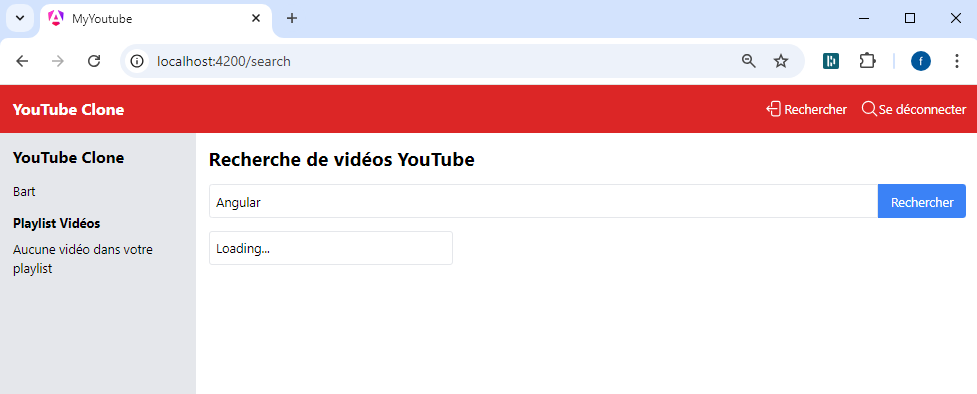 MyYoutube
localhost:4200/search
f
YouTube Clone
Rechercher
Se déconnecter
YouTube Clone
Bart
Playlist Vidéos
Aucune vidéo dans votre
playlist
Recherche de vidéos YouTube
Angular
Rechercher
Loading...